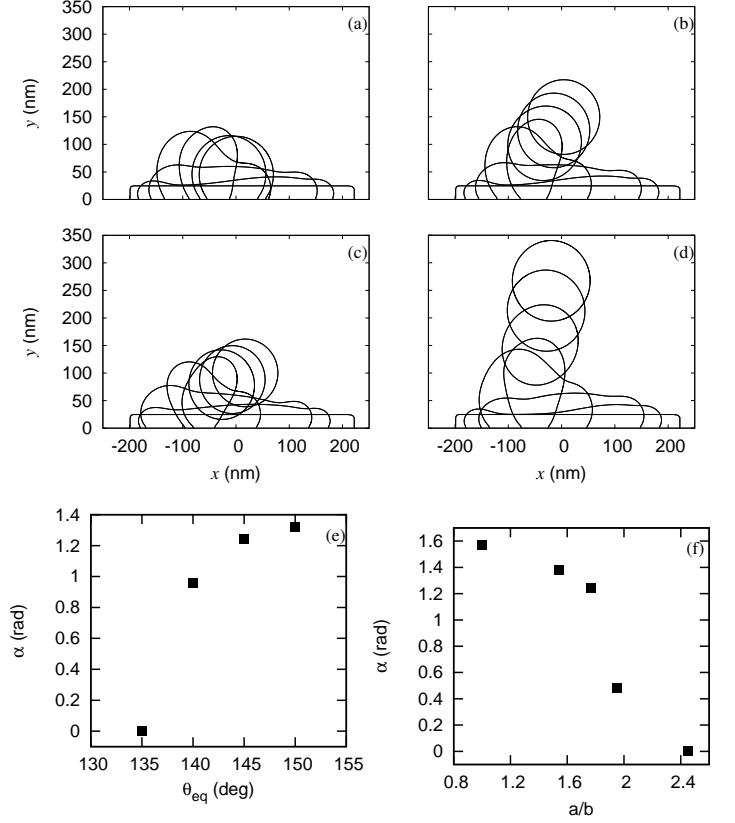 350
300
250
200
150
100
50
0
y (nm)
(a)
(b)
350
300
250
200
150
100
50
0
y (nm)
(c)
(d)
-200 -100 0 100 200
x (nm)
-200 -100 0 100 200
x (nm)
1.4
1.2
1
0.8
0.6
0.4
0.2
0
α (rad)
(e)
130 135 140 145 150 155
θeq (deg)
1.6
1.4
1.2
1
0.8
0.6
0.4
0.2
0
α (rad)
(f)
0.8 1.2 1.6 2 2.4
a/b